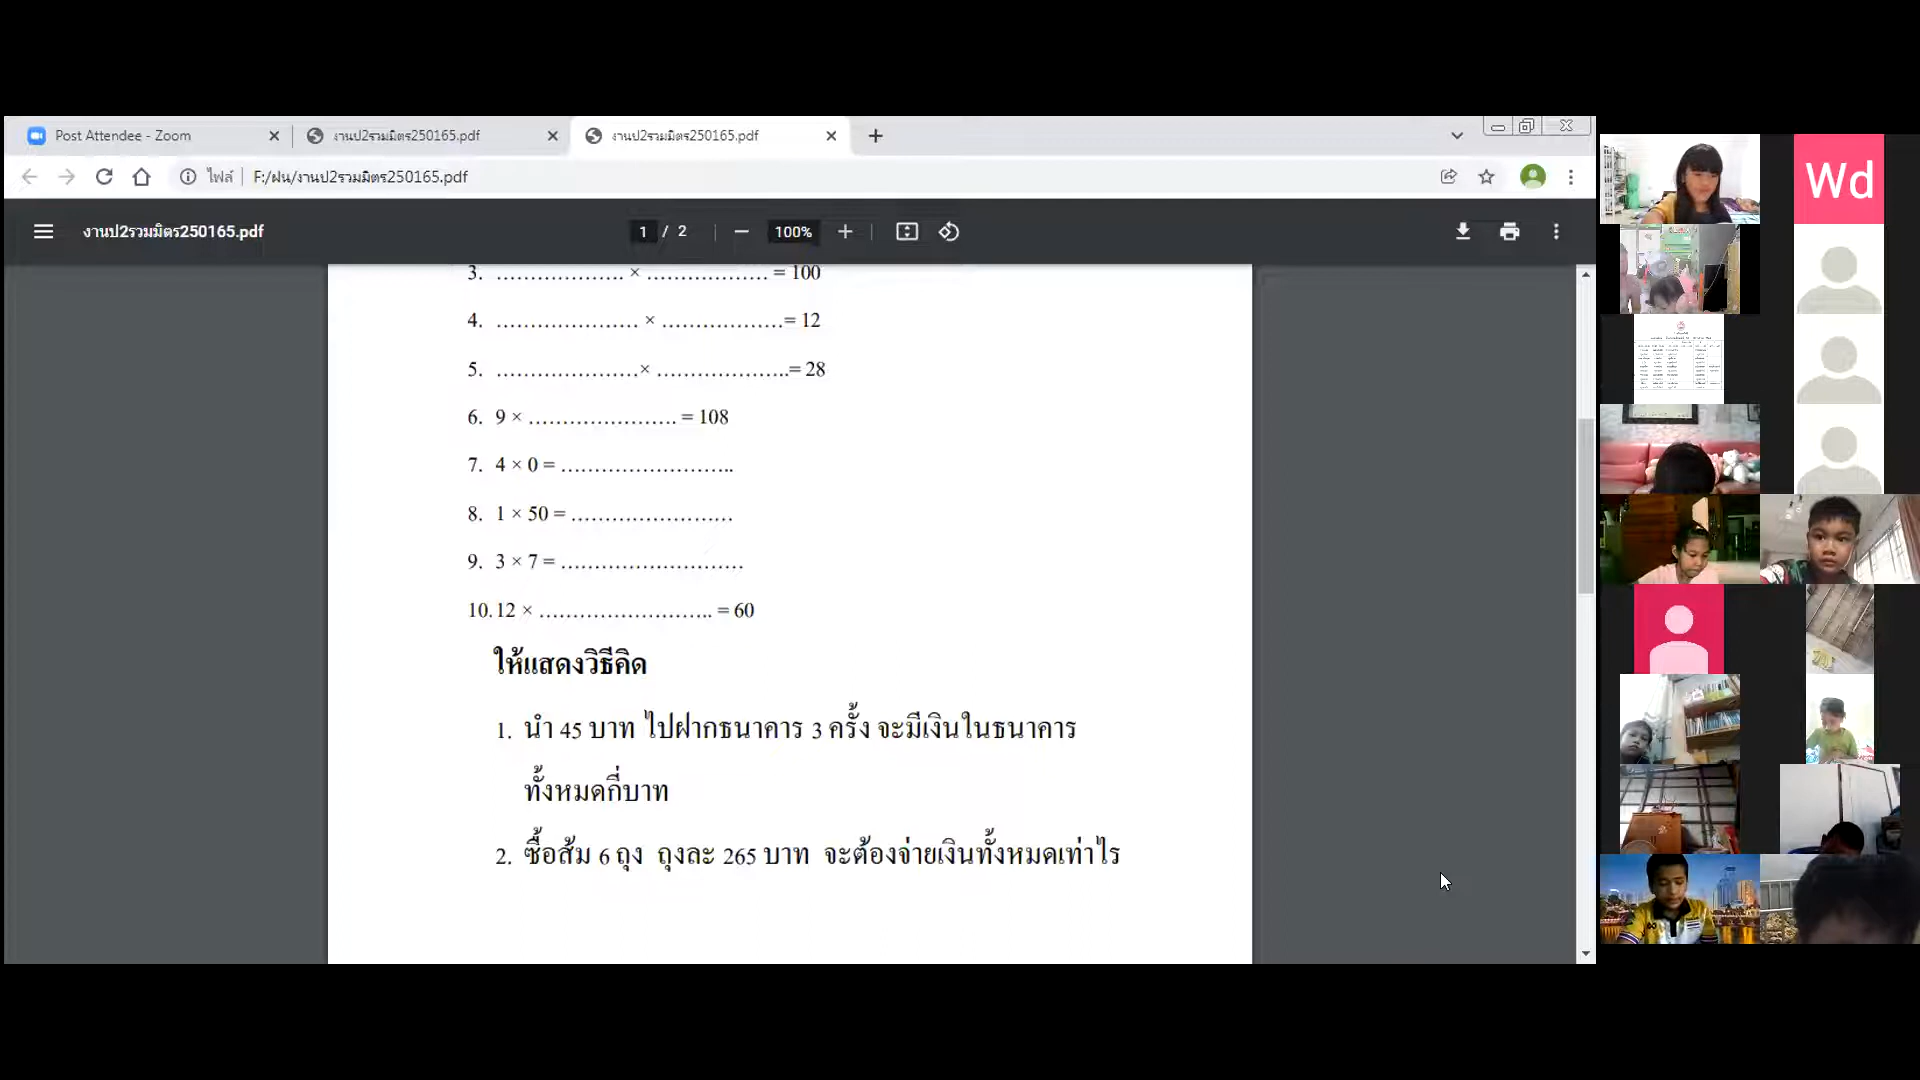 Post Attendee - Zoom
งานป2รวมมิตร250165.pdf
งานป2รวมมิตร250165.pdf
ไฟล์ F:/ฝน/งานป2รวมมิตร250165.pdf
งานป2รวมมิตร250165.pdf
1 / 2
100%
3. ................... × .................. = 100
4. ..................... × ..................= 12
5. .....................× ....................= 28
6. 9 × ...................... = 108
7. 4 × 0 = ..........................
8. 1 × 50 = ........................
9. 3 × 7 = ...........................
10. 12 × .......................... = 60
ให้แสดงวิธีคิด
1. นำ 45 บาท ไปฝากธนาคาร 3 ครั้ง จะมีเงินในธนาคาร
ทั้งหมดกี่บาท
2. ซื้อส้ม 6 ถุง ถุงละ 265 บาท จะต้องจ่ายเงินทั้งหมดเท่าไร
Wd